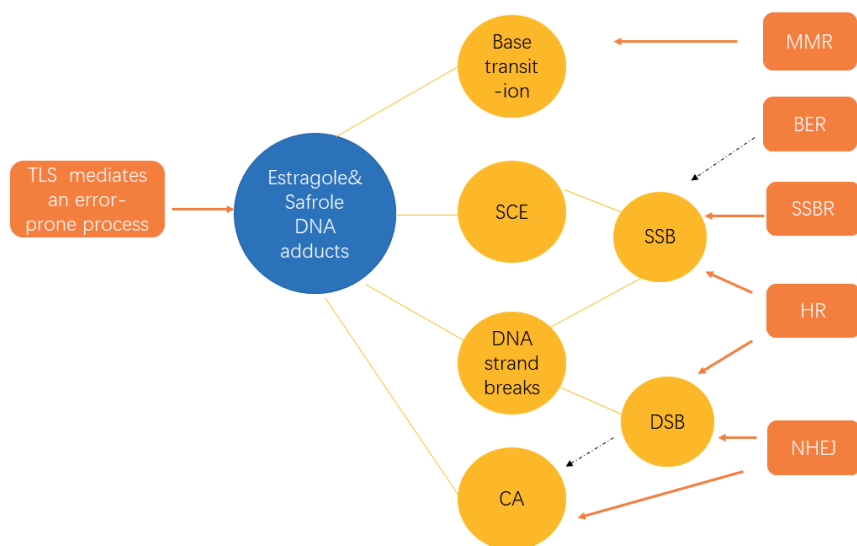 Base
transit
-ion
MMR
BER
TLS mediates
an error-
prone process
Estragole&
Safrole
DNA
adducts
SCE
SSB
SSBR
HR
DNA
strand
breaks
DSB
NHEJ
CA